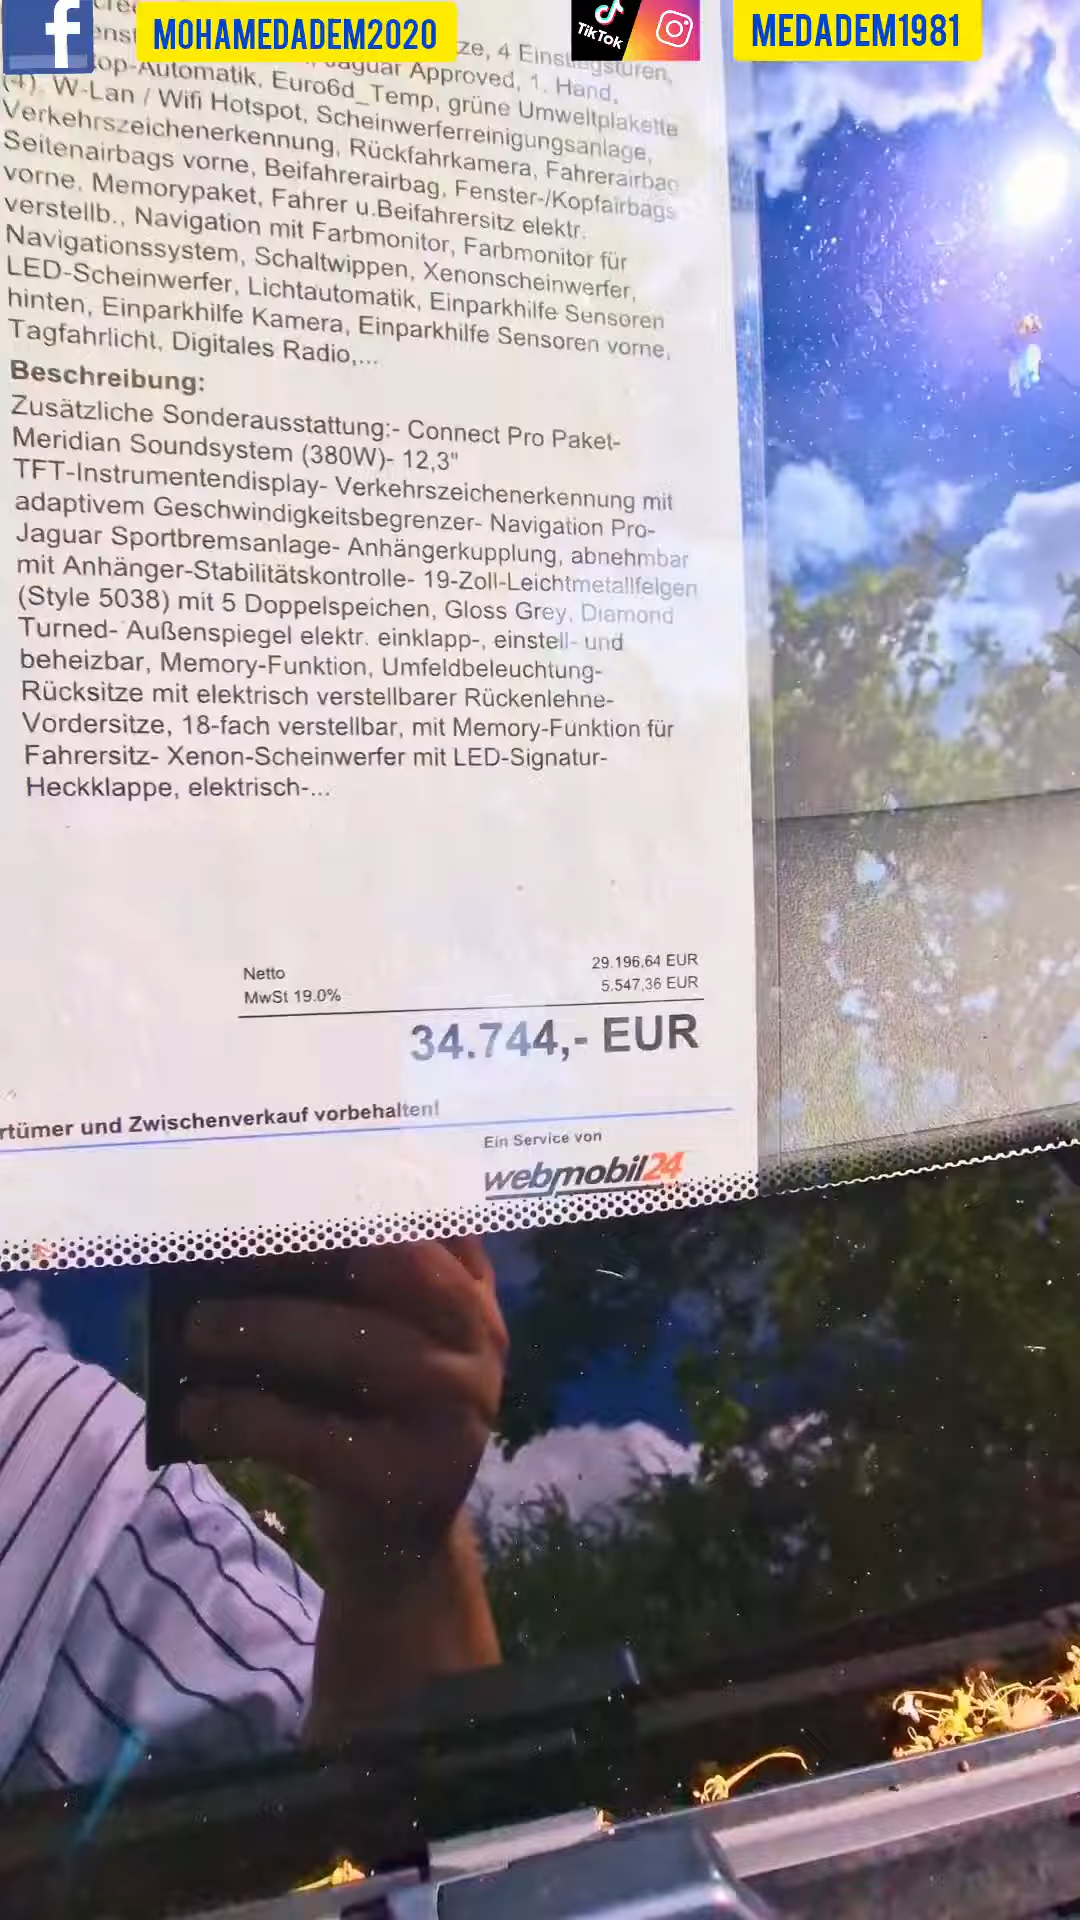 MOHAMEDADEM2020
TikTok
MEDADEM1981
ze, 4 Einstiegstüren,
Jaguar Approved, 1. Hand,
(4), W-Lan / Wifi Hotspot, Scheinwerferreinigungsanlage,
op-Automatik, Euro6d_Temp, grüne Umweltplakette
Verkehrszeichenerkennung, Rückfahrkamera, Fahrerairbag
Seitenairbags vorne, Beifahrerairbag, Fenster-/Kopfairbags
vorne, Memorypaket, Fahrer u.Beifahrersitz elektr.
verstellb., Navigation mit Farbmonitor, Farbmonitor für
Navigationssystem, Schaltwippen, Xenonscheinwerfer,
LED-Scheinwerfer, Lichtautomatik, Einparkhilfe Sensoren
hinten, Einparkhilfe Kamera, Einparkhilfe Sensoren vorne,
Tagfahrlicht, Digitales Radio,...
Beschreibung:
Zusätzliche Sonderausstattung:- Connect Pro Paket-
Meridian Soundsystem (380W)- 12,3"
TFT-Instrumentendisplay- Verkehrszeichenerkennung mit
adaptivem Geschwindigkeitsbegrenzer- Navigation Pro-
Jaguar Sportbremsanlage- Anhängerkupplung, abnehmbar
mit Anhänger-Stabilitätskontrolle- 19-Zoll-Leichtmetallfelgen
(Style 5038) mit 5 Doppelspeichen, Gloss Grey, Diamond
Turned- Außenspiegel elektr. einklapp-, einstell- und
beheizbar, Memory-Funktion, Umfeldbeleuchtung-
Rücksitze mit elektrisch verstellbarer Rückenlehne-
Vordersitze, 18-fach verstellbar, mit Memory-Funktion für
Fahrersitz- Xenon-Scheinwerfer mit LED-Signatur-
Heckklappe, elektrisch-...
Netto 29.196,64 EUR
MwSt 19.0% 5.547,36 EUR
34.744,- EUR
rtümer und Zwischenverkauf vorbehalten!
Ein Service von
webmobil24